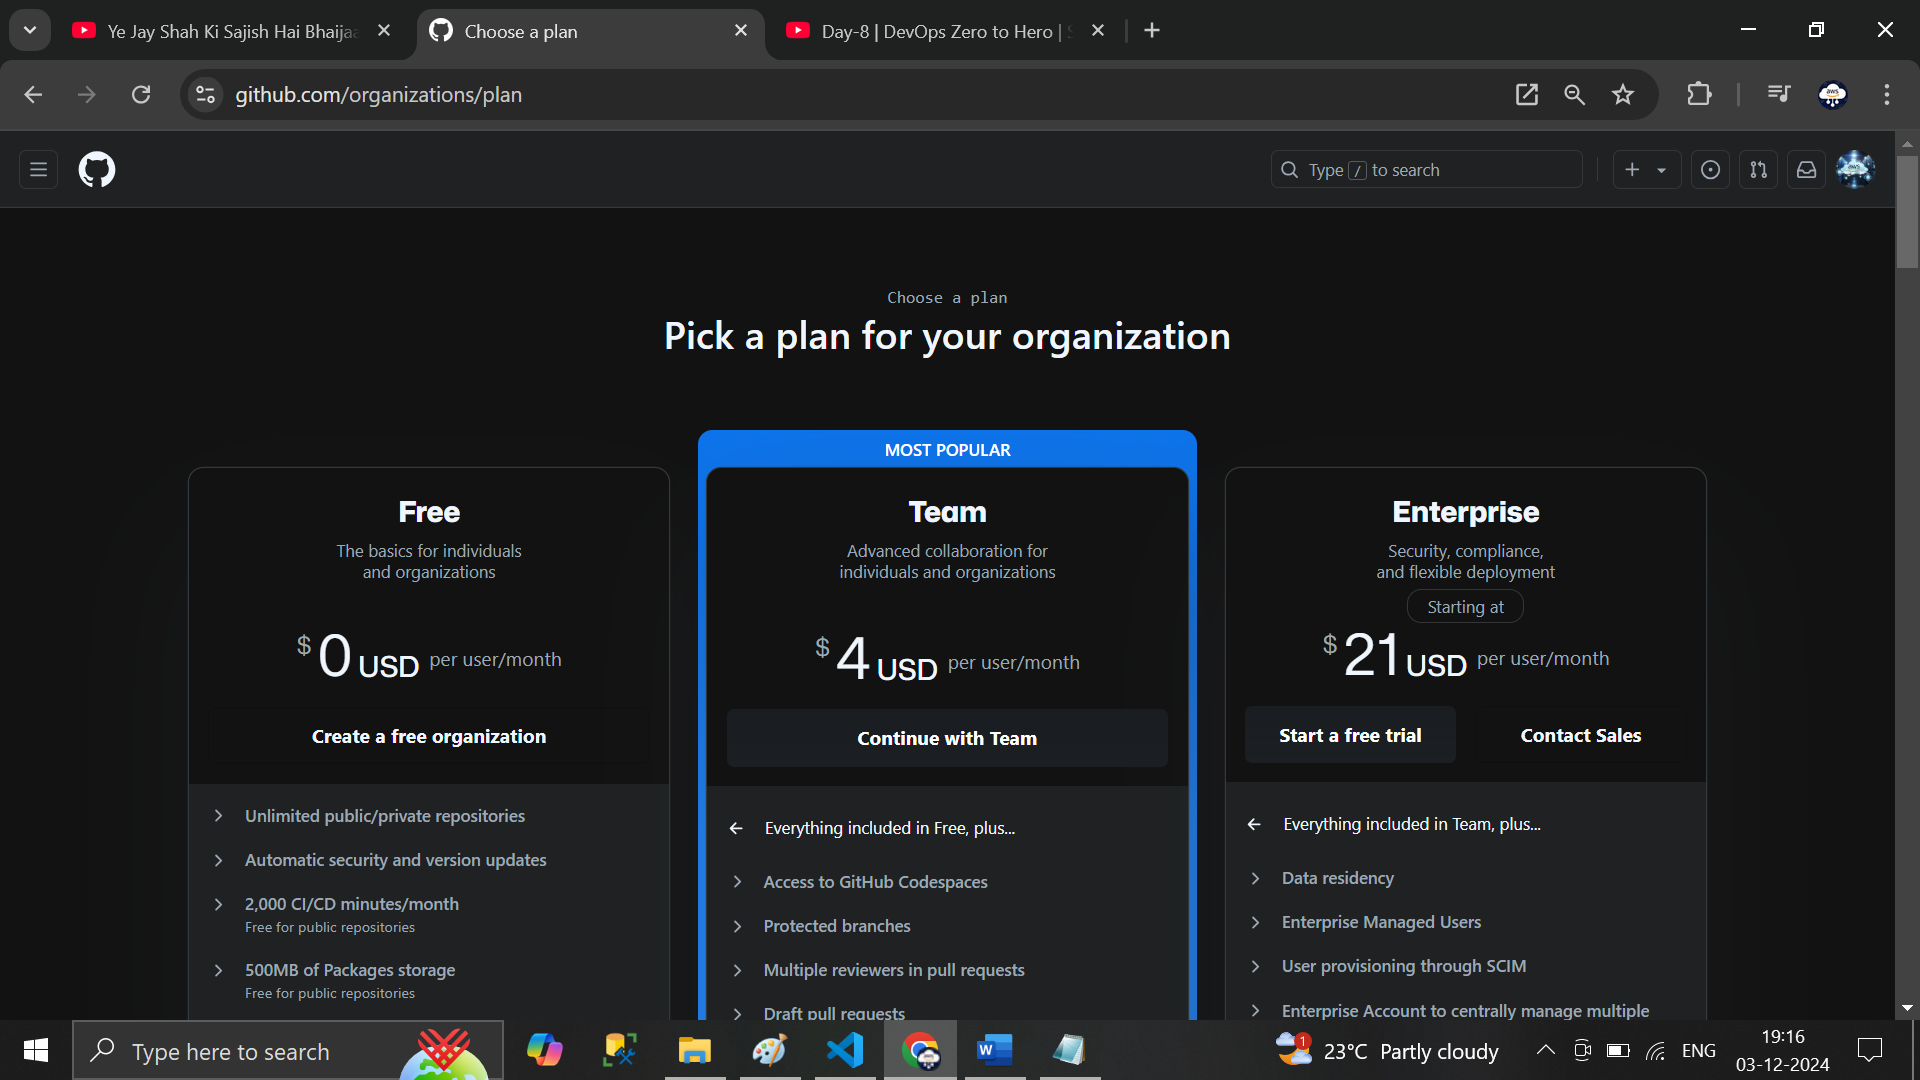 Ye Jay Shah Ki Sajish Hai Bhaijaa
Choose a plan
Day-8 | DevOps Zero to Hero |
github.com/organizations/plan
aws
Type / to search
Choose a plan
Pick a plan for your organization
MOST POPULAR
Free
The basics for individuals
and organizations
$ 0 USD per user/month
Create a free organization
Unlimited public/private repositories
Automatic security and version updates
2,000 CI/CD minutes/month
Free for public repositories
500MB of Packages storage
Free for public repositories
Team
Advanced collaboration for
individuals and organizations
$ 4 USD per user/month
Continue with Team
Everything included in Free, plus...
Access to GitHub Codespaces
Protected branches
Multiple reviewers in pull requests
Draft pull requests
Enterprise
Security, compliance,
and flexible deployment
Starting at
$ 21 USD per user/month
Start a free trial
Contact Sales
Everything included in Team, plus...
Data residency
Enterprise Managed Users
User provisioning through SCIM
Enterprise Account to centrally manage multiple
Type here to search
W
1
23°C Partly cloudy
ENG
19:16
03-12-2024